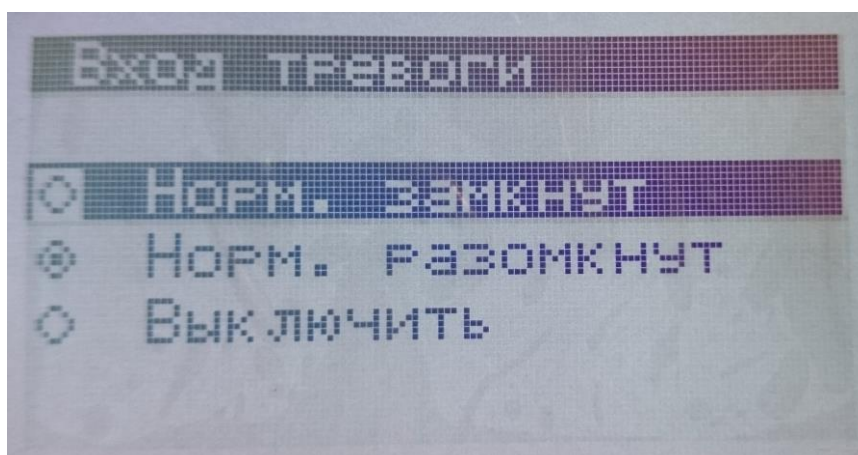 Вход тревоги
Норм. замкнут
Норм. разомкнут
Выключить